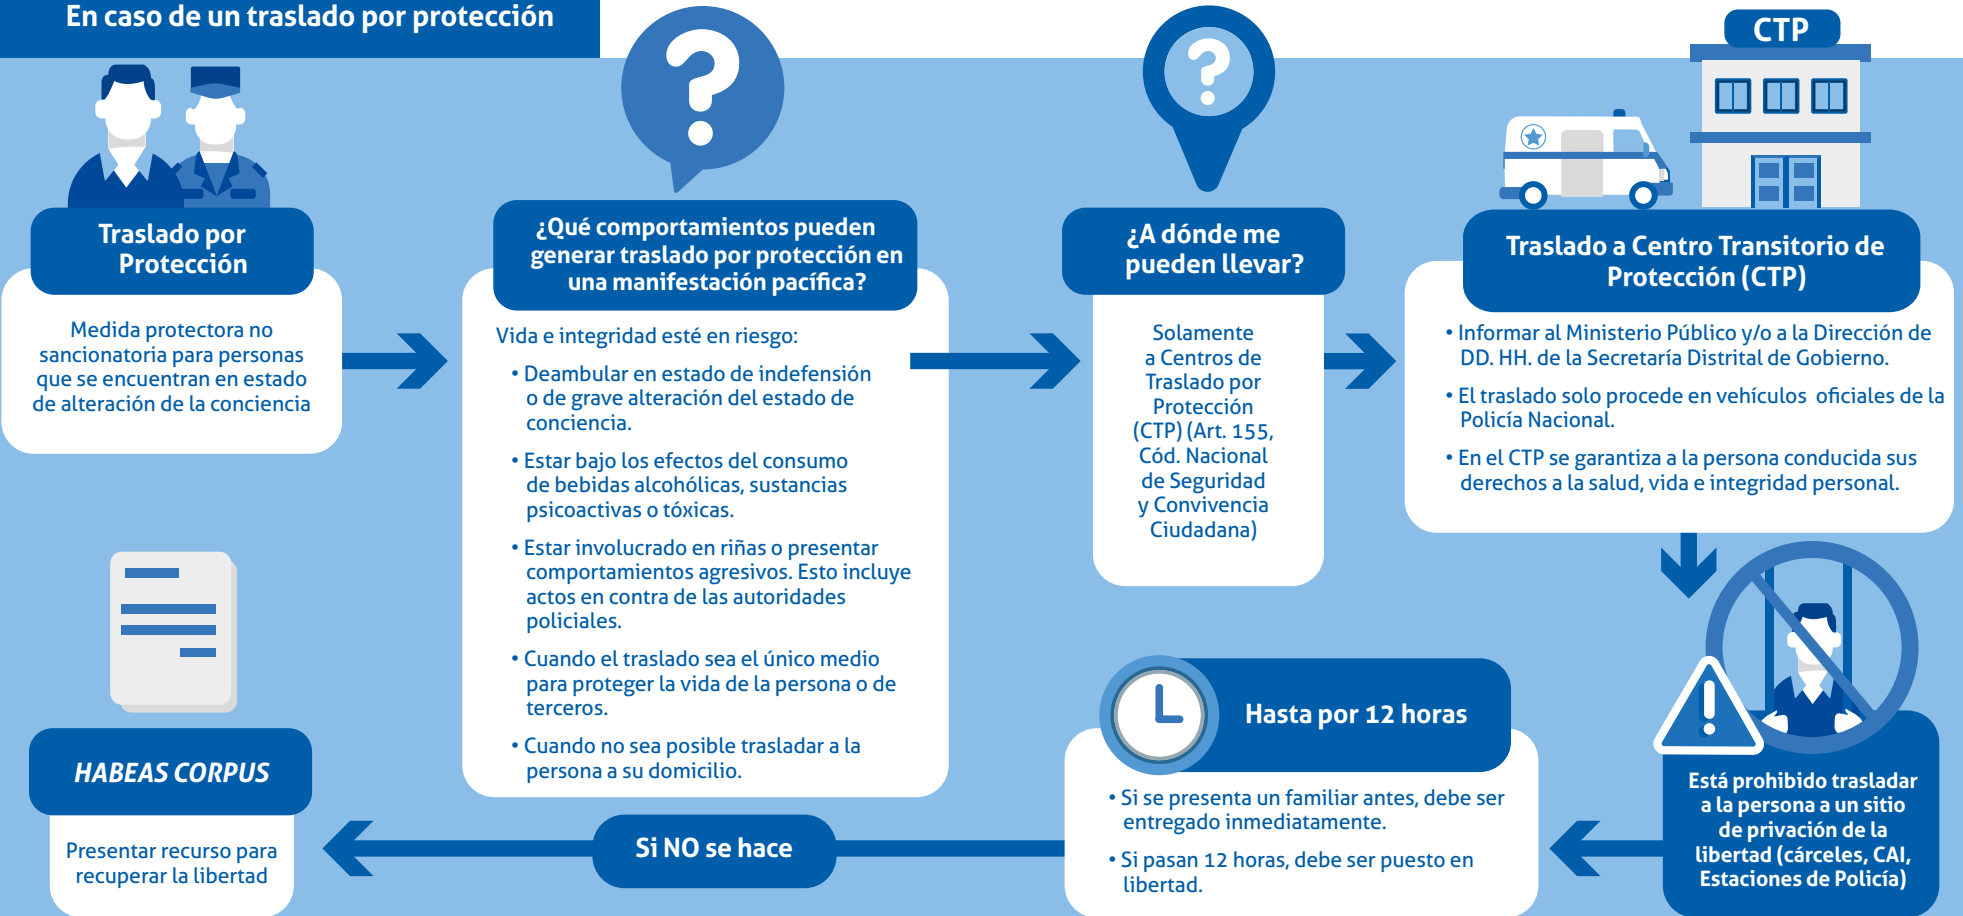 En caso de un traslado por protección
CTP
Traslado por
Protección
Medida protectora no
sancionatoria para personas
que se encuentran en estado
de alteración de la conciencia
¿Qué comportamientos pueden
generar traslado por protección en
una manifestación pacífica?
Vida e integridad esté en riesgo:
• Deambular en estado de indefensión
o de grave alteración del estado de
conciencia.
• Estar bajo los efectos del consumo
de bebidas alcohólicas, sustancias
psicoactivas o tóxicas.
• Estar involucrado en riñas o presentar
comportamientos agresivos. Esto incluye
actos en contra de las autoridades
policiales.
• Cuando el traslado sea el único medio
para proteger la vida de la persona o de
terceros.
• Cuando no sea posible trasladar a la
persona a su domicilio.
¿A dónde me
pueden llevar?
Solamente
a Centros de
Traslado por
Protección
(CTP) (Art. 155,
Cód. Nacional
de Seguridad
y Convivencia
Ciudadana)
Traslado a Centro Transitorio de
Protección (CTP)
• Informar al Ministerio Público y/o a la Dirección de
DD. HH. de la Secretaría Distrital de Gobierno.
• El traslado solo procede en vehículos oficiales de la
Policía Nacional.
• En el CTP se garantiza a la persona conducida sus
derechos a la salud, vida e integridad personal.
Está prohibido trasladar
a la persona a un sitio
de privación de la
libertad (cárceles, CAI,
Estaciones de Policía)
Hasta por 12 horas
• Si se presenta un familiar antes, debe ser
entregado inmediatamente.
• Si pasan 12 horas, debe ser puesto en
libertad.
Si NO se hace
HABEAS CORPUS
Presentar recurso para
recuperar la libertad